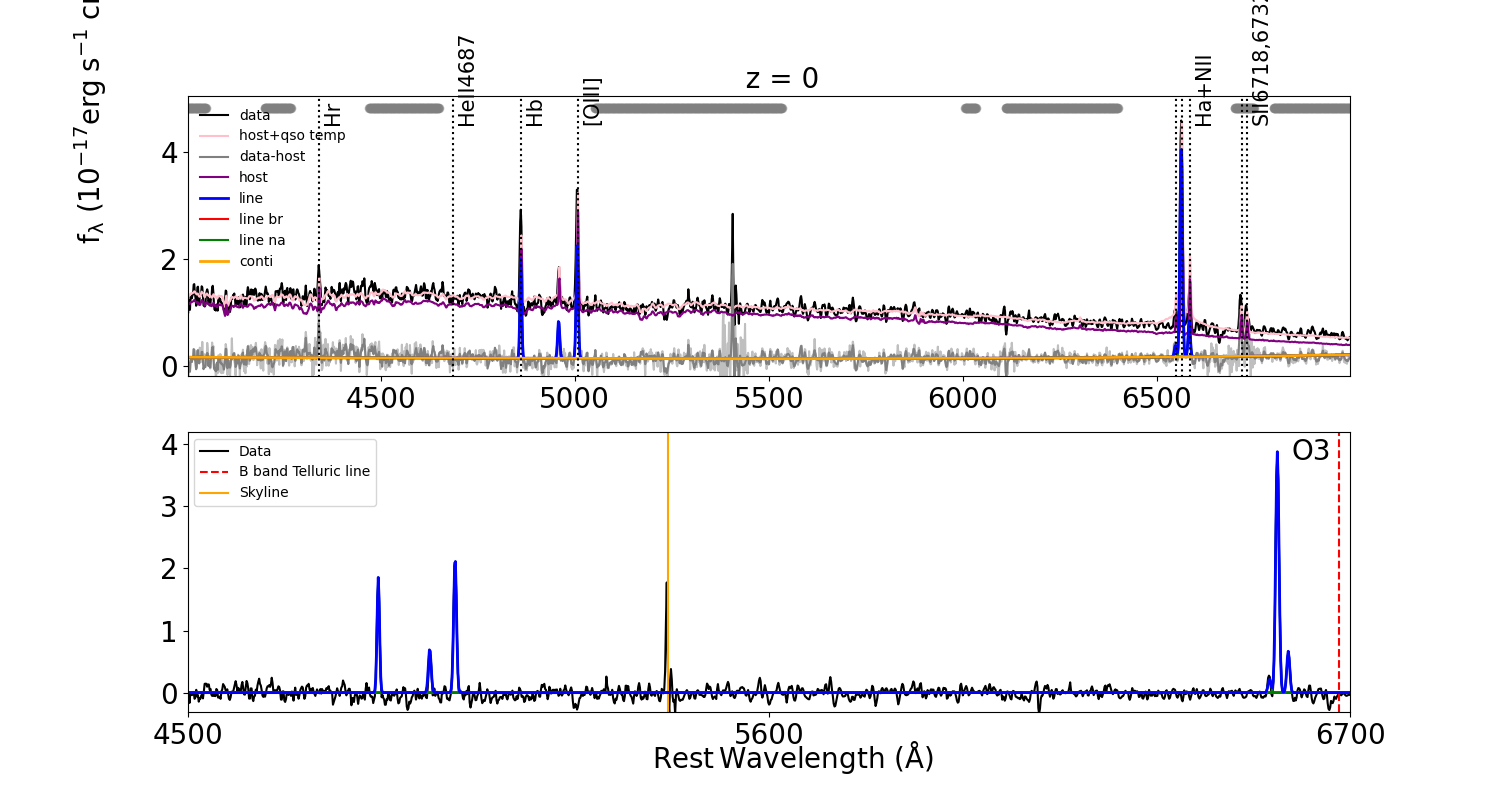 z = 0
Hr
HeII4687
Hb
[OIII]
Ha+NII
SII6718,6732
fλ (10−17erg s−1 c
data
host+qso temp
data-host
host
line
line br
line na
conti
4
2
0
4500
5000
5500
6000
6500
Data
B band Telluric line
Skyline
O3
4
3
2
1
0
4500
5600
6700
Rest Wavelength (Å)